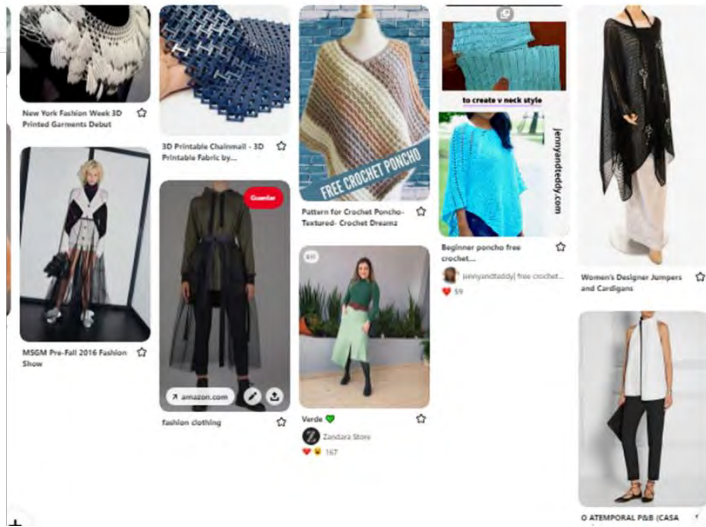 New York Fashion Week 3D
Printed Garments Debut
MSGM Pre-Fall 2016 Fashion
Show
3D Printable Chainmail - 3D
Printable Fabric by...
Guardar
amazon.com
fashion clothing
FREE CROCHET PONCHO
Pattern for Crochet Poncho-
Textured- Crochet Dreamz
Verde 💚
Zandara Store
167
to create v neck style
jennyandteddy.com
Beginner poncho free
crochet...
jennyandteddy| free crochet...
59
Women's Designer Jumpers
and Cardigans
O ATEMPORAL P&B (CASA